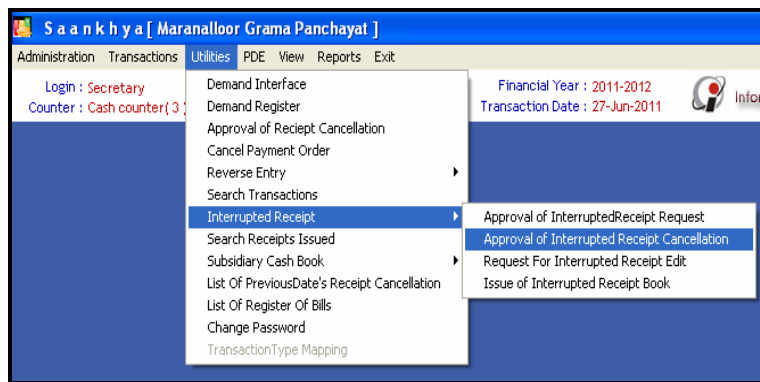 S a a n k h y a [ Maranalloor Grama Panchayat ]
Administration Transactions Utilities PDE View Reports Exit
Login : Secretary
Counter : Cash counter( 3 )
Financial Year : 2011-2012
Transaction Date : 27-Jun-2011
Demand Interface
Demand Register
Approval of Reciept Cancellation
Cancel Payment Order
Reverse Entry
Search Transactions
Interrupted Receipt
Search Receipts Issued
Subsidiary Cash Book
List Of PreviousDate's Receipt Cancellation
List Of Register Of Bills
Change Password
TransactionType Mapping
Approval of InterruptedReceipt Request
Approval of Interrupted Receipt Cancellation
Request For Interrupted Receipt Edit
Issue of Interrupted Receipt Book